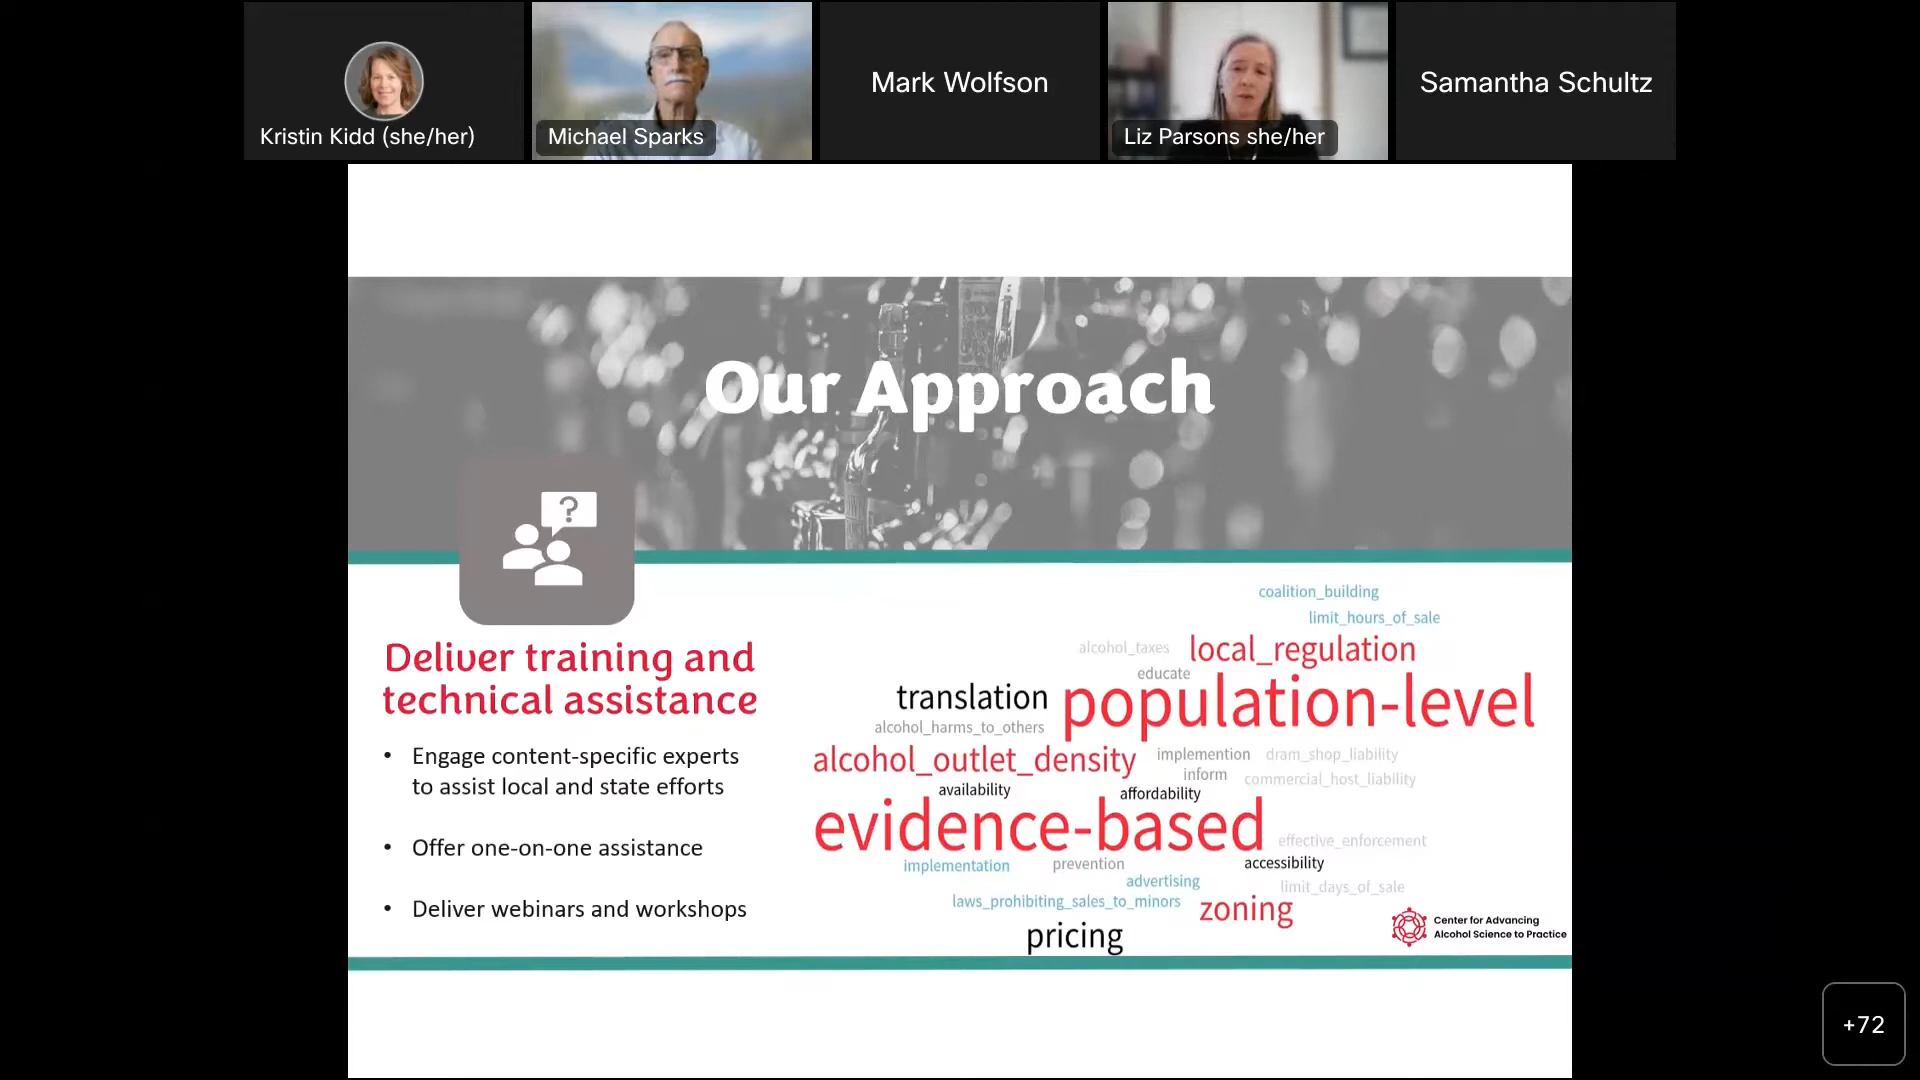 Kristin Kidd (she/her)
Michael Sparks
Mark Wolfson
Liz Parsons she/her
Samantha Schultz
Our Approach
?
Deliver training and
technical assistance
• Engage content-specific experts
to assist local and state efforts
• Offer one-on-one assistance
• Deliver webinars and workshops
coalition_building
limit_hours_of_sale
alcohol_taxes
local_regulation
educate
translation
population-level
alcohol_harms_to_others
alcohol_outlet_density
implemention
dram_shop_liability
inform
commercial_host_liability
availability
affordability
evidence-based
effective_enforcement
implementation
prevention
accessibility
advertising
limit_days_of_sale
laws_prohibiting_sales_to_minors
zoning
pricing
Center for Advancing
Alcohol Science to Practice
+72